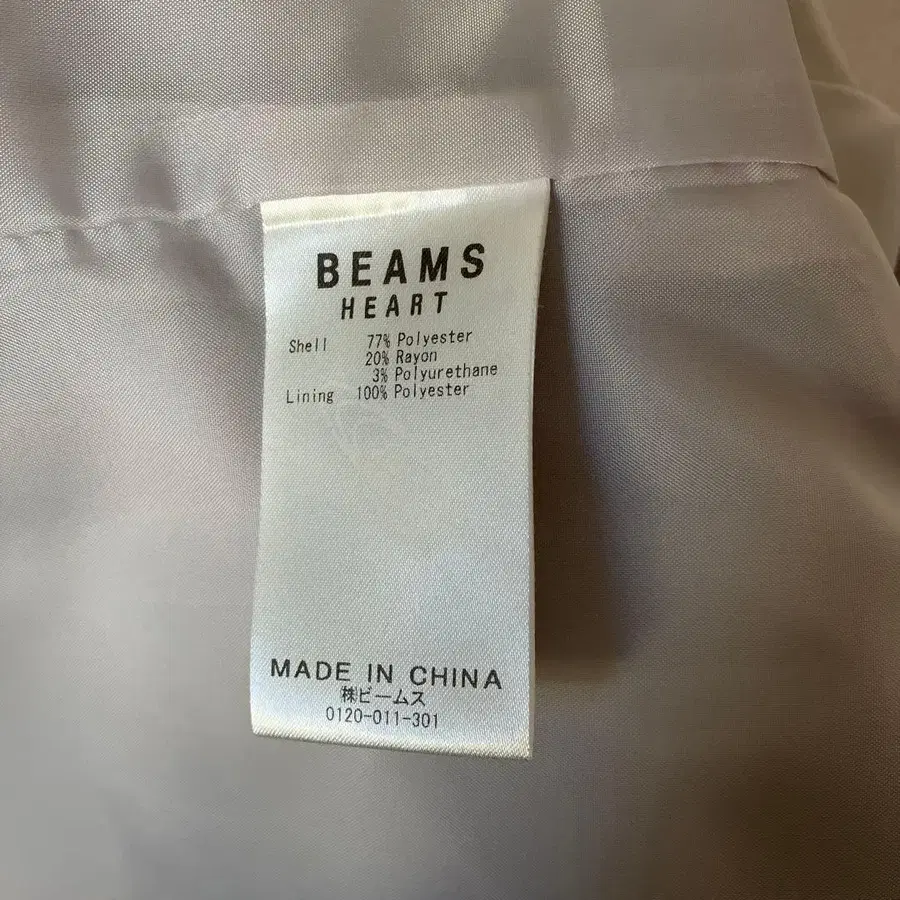 BEAMS
HEART
Shell 77% Polyester
20% Rayon
3% Polyurethane
Lining 100% Polyester
MADE IN CHINA
㈱ビームス
0120-011-301